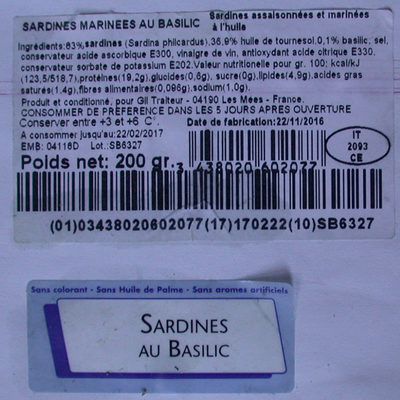 SARDINES MARINEES AU BASILIC Sardines assaisonnées et marinées à l'huile
Ingrédients:63%sardines (Sardina philcardus),36,9% huile de tournesol,0,1% basilic, sel,
conservateur acide ascorbique E300, vinaigre de vin, antioxydant acide citrique E330,
conservateur sorbate de potassium E202.Valeur nutritionnelle pour gr. 100: kcal/kJ
(123,5/518,7),protéines(19,2g),glucides(0,6g), sucre(0g),lipides(4,9g),acides gras
saturés(1,4g),fibres alimentaires(0,096g),sodium(1,0g).
Produit et conditionné, pour Gil Traiteur - 04190 Les Mees - France.
CONSOMMER DE PREFERENCE DANS LES 5 JOURS APRES OUVERTURE
Conserver entre +3 et +6 C°. Date de fabrication:22/11/2016
A consommer jusqu'au:22/02/2017
EMB: 04116D Lot.:SB6327
IT
2093
CE
Poids net: 200 gr.
3 438020 602077
(01)03438020602077(17)170222(10)SB6327
Sans colorant - Sans Huile de Palme - Sans aromes artificiels
SARDINES
AU BASILIC